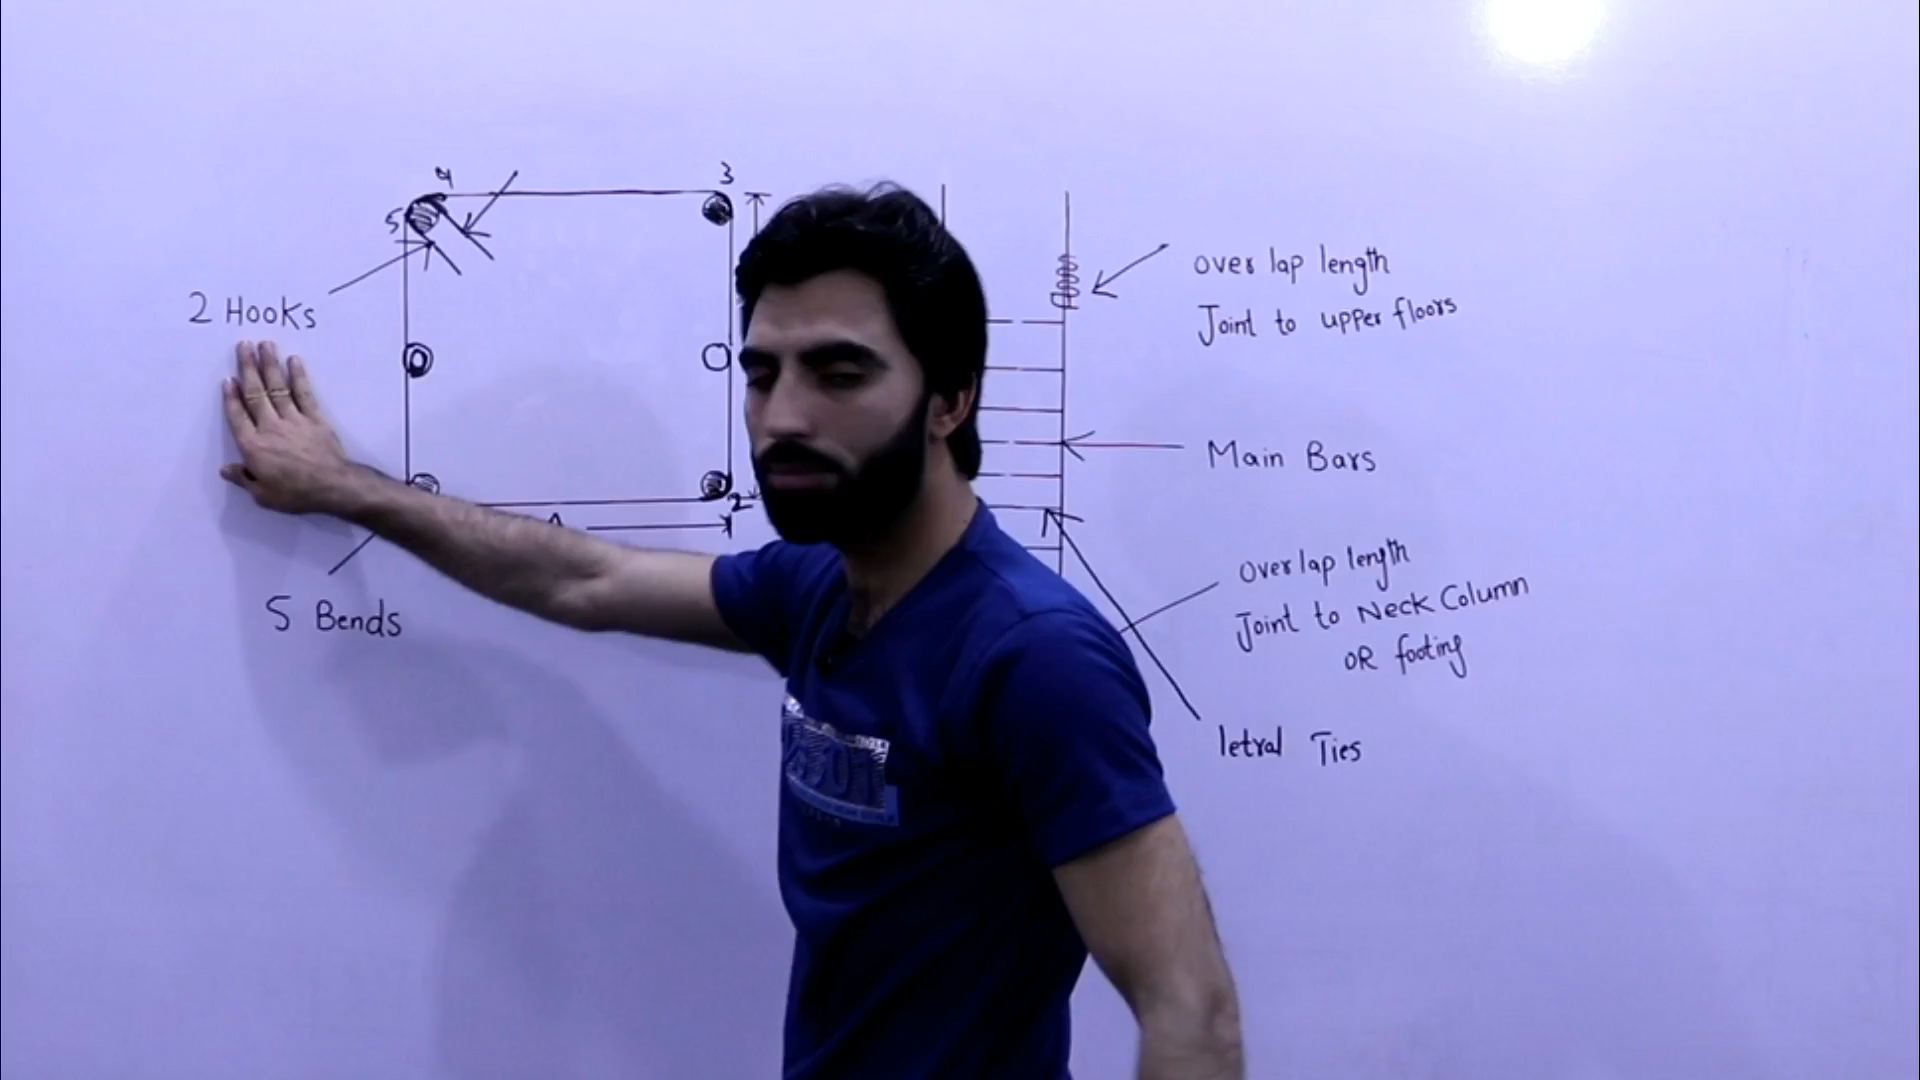 4
3
5
2 Hooks
2
A
5 Bends
over lap length
Joint to upper floors
Main Bars
over lap length
Joint to Neck Column
OR footing
letral Ties